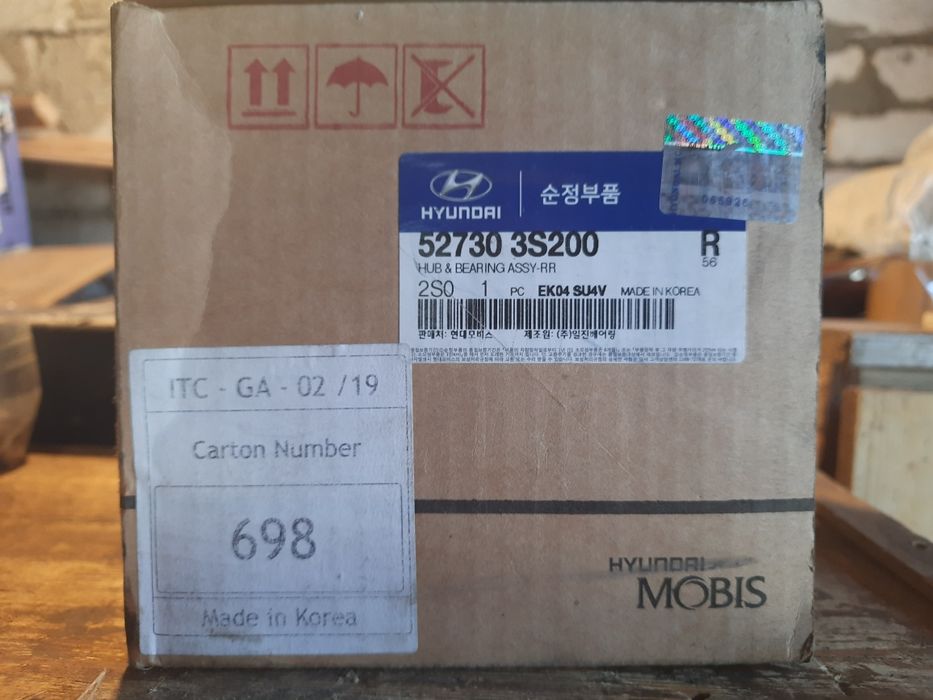 HYUNDAI
순정부품
52730 3S200 R
HUB & BEARING ASSY-RR 56
2S0 1 PC EK04 SU4V MADE IN KOREA
판매처: 현대모비스 제조원: (주)일진베어링
ITC - GA - 02 /19
Carton Number
698
Made in Korea
HYUNDAI
MOBIS